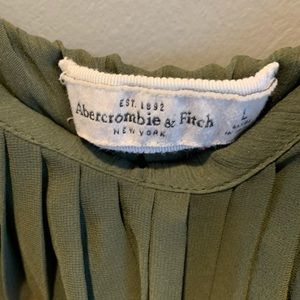 EST. 1892
Abercrombie & Fitch
NEW YORK
L